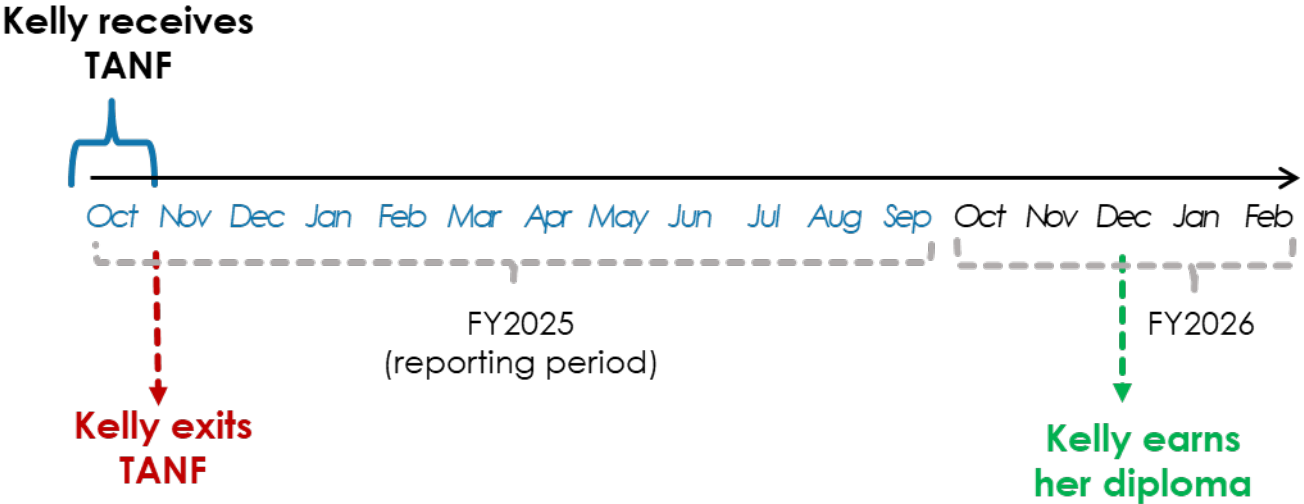 Kelly receives
TANF
Oct Nov Dec Jan Feb Mar Apr May Jun Jul Aug Sep Oct Nov Dec Jan Feb
FY2025
(reporting period)
FY2026
Kelly exits
TANF
Kelly earns
her diploma